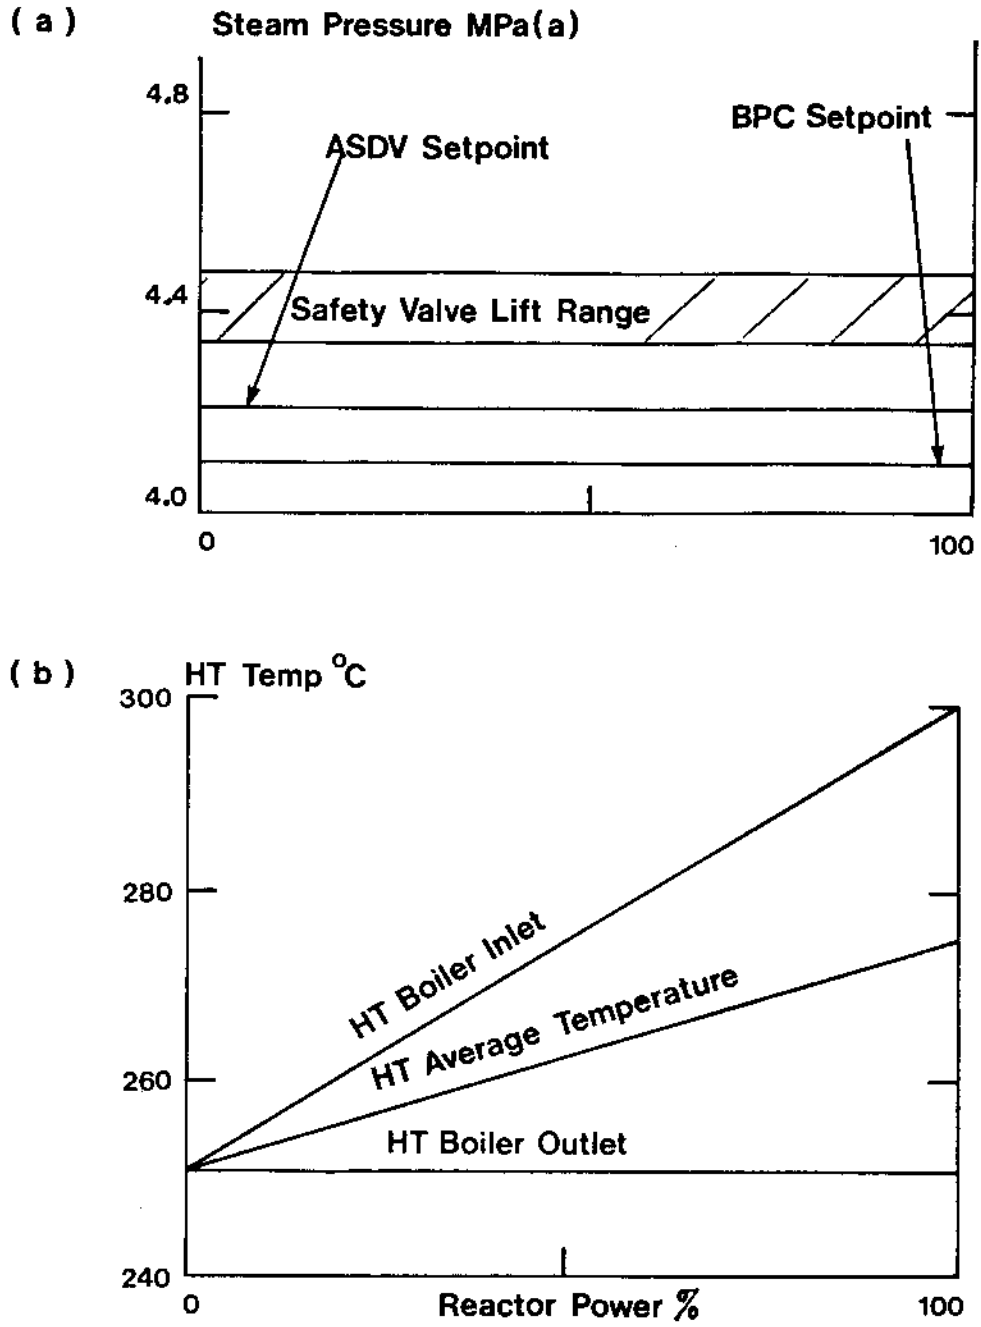 (a) Steam Pressure MPa(a)
4.8
BPC Setpoint
ASDV Setpoint
4.4
Safety Valve Lift Range
4.0
0
100
(b) HT Temp °C
300
280
HT Boiler Inlet
HT Average Temperature
260
HT Boiler Outlet
240
0 Reactor Power % 100